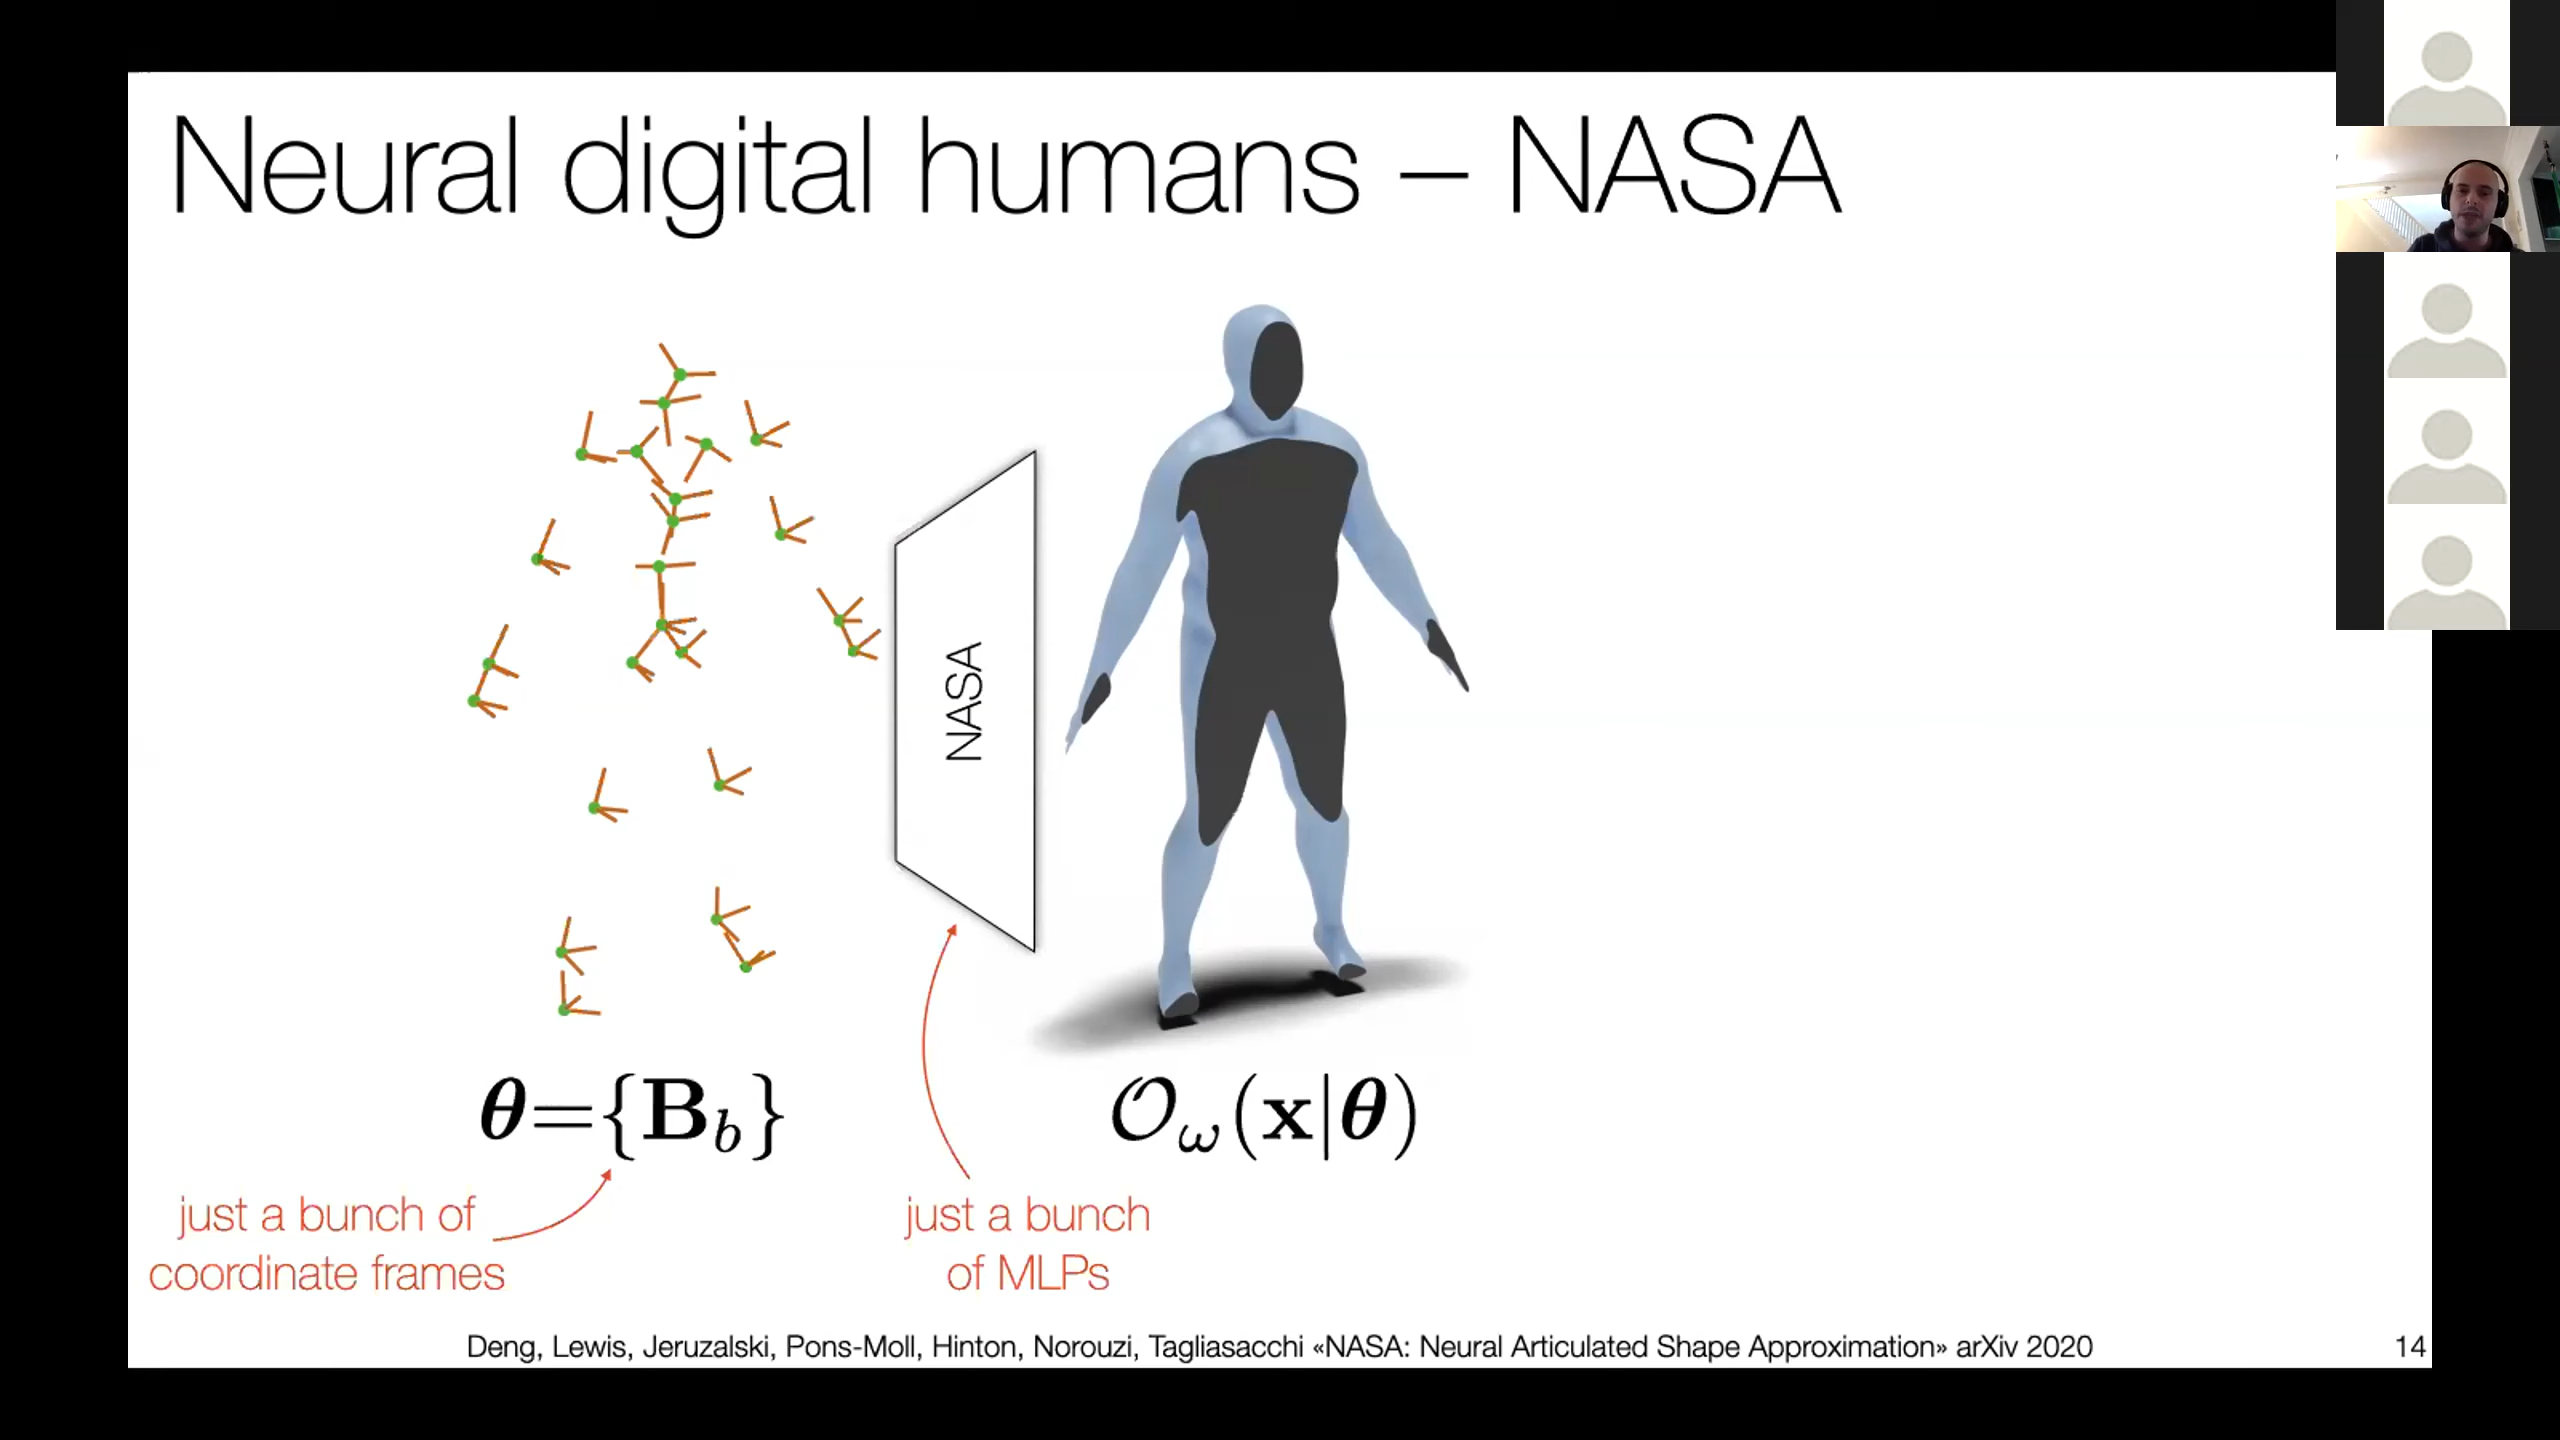 Neural digital humans – NASA
NASA
θ={B_b}
O_ω(x|θ)
just a bunch of
coordinate frames
just a bunch
of MLPs
Deng, Lewis, Jeruzalski, Pons-Moll, Hinton, Norouzi, Tagliasacchi «NASA: Neural Articulated Shape Approximation» arXiv 2020
14